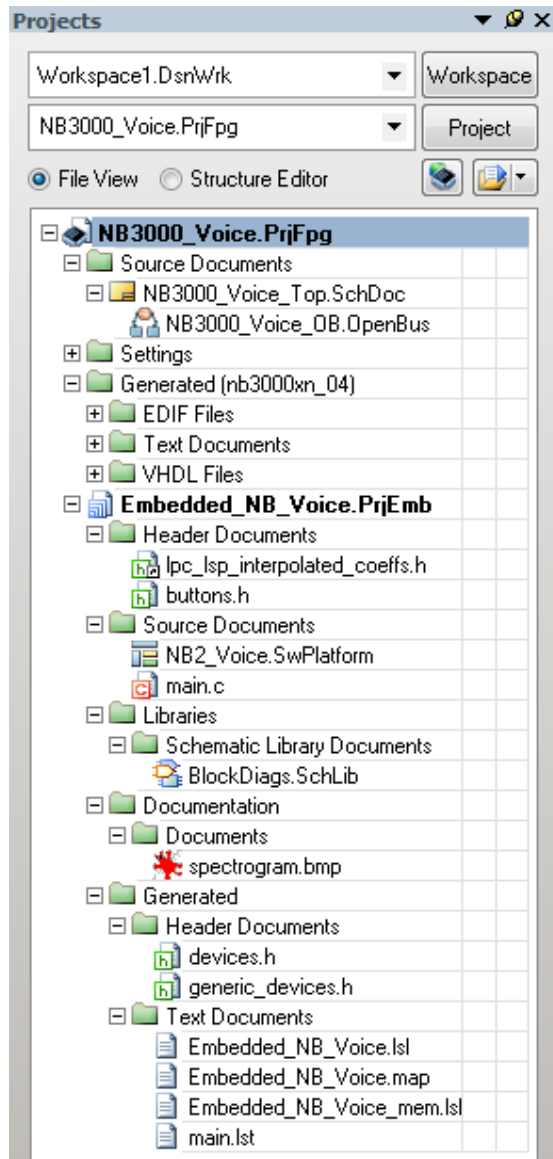 Projects
Workspace1.DsnWrk Workspace
NB3000_Voice.PrjFpg Project
File View Structure Editor
NB3000_Voice.PrjFpg
Source Documents
NB3000_Voice_Top.SchDoc
NB3000_Voice_OB.OpenBus
Settings
Generated (nb3000xn_04)
EDIF Files
Text Documents
VHDL Files
Embedded_NB_Voice.PrjEmb
Header Documents
lpc_lsp_interpolated_coeffs.h
buttons.h
Source Documents
NB2_Voice.SwPlatform
main.c
Libraries
Schematic Library Documents
BlockDiags.SchLib
Documentation
Documents
spectrogram.bmp
Generated
Header Documents
devices.h
generic_devices.h
Text Documents
Embedded_NB_Voice.lsl
Embedded_NB_Voice.map
Embedded_NB_Voice_mem.lsl
main.lst